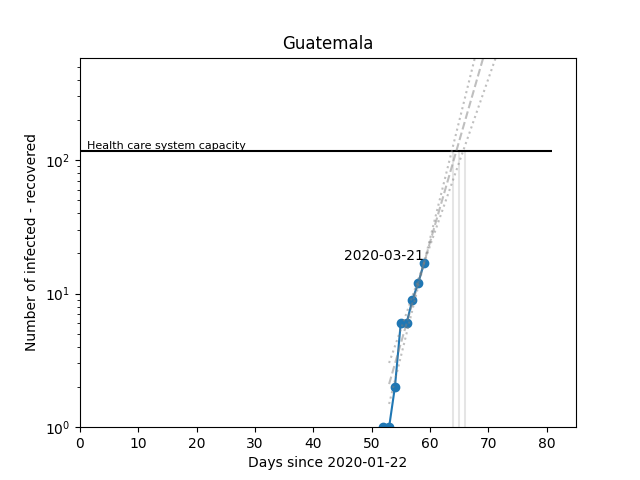 Guatemala
Number of infected - recovered
10²
10¹
10⁰
Health care system capacity
2020-03-21
0 10 20 30 40 50 60 70 80
Days since 2020-01-22